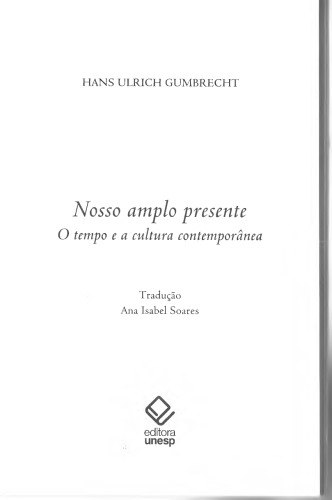 HANS ULRICH GUMBRECHT
Nosso amplo presente
O tempo e a cultura contemporânea
Tradução
Ana Isabel Soares
editora
unesp